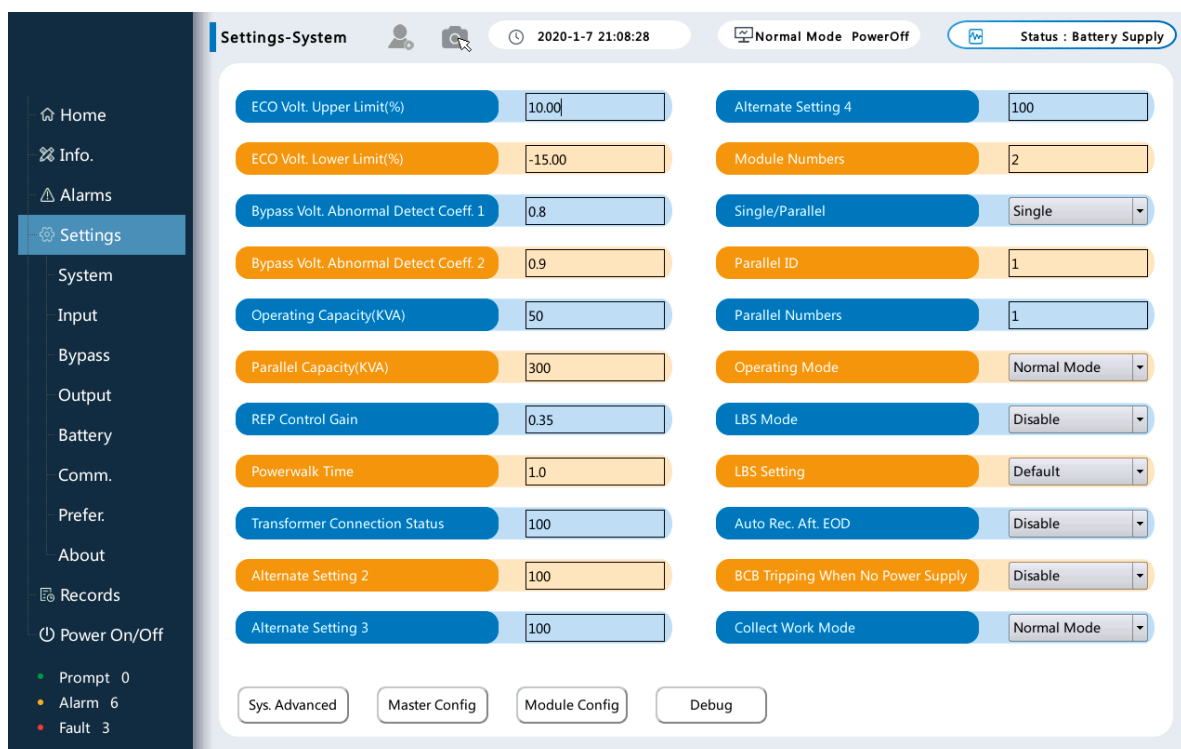 Settings-System
2020-1-7 21:08:28
Normal Mode PowerOff
Status : Battery Supply
Home
Info.
Alarms
Settings
System
Input
Bypass
Output
Battery
Comm.
Prefer.
About
Records
Power On/Off
Prompt 0
Alarm 6
Fault 3
ECO Volt. Upper Limit(%) 10.00
ECO Volt. Lower Limit(%) -15.00
Bypass Volt. Abnormal Detect Coeff. 1 0.8
Bypass Volt. Abnormal Detect Coeff. 2 0.9
Operating Capacity(KVA) 50
Parallel Capacity(KVA) 300
REP Control Gain 0.35
Powerwalk Time 1.0
Transformer Connection Status 100
Alternate Setting 2 100
Alternate Setting 3 100
Alternate Setting 4 100
Module Numbers 2
Single/Parallel Single
Parallel ID 1
Parallel Numbers 1
Operating Mode Normal Mode
LBS Mode Disable
LBS Setting Default
Auto Rec. Aft. EOD Disable
BCB Tripping When No Power Supply Disable
Collect Work Mode Normal Mode
Sys. Advanced
Master Config
Module Config
Debug